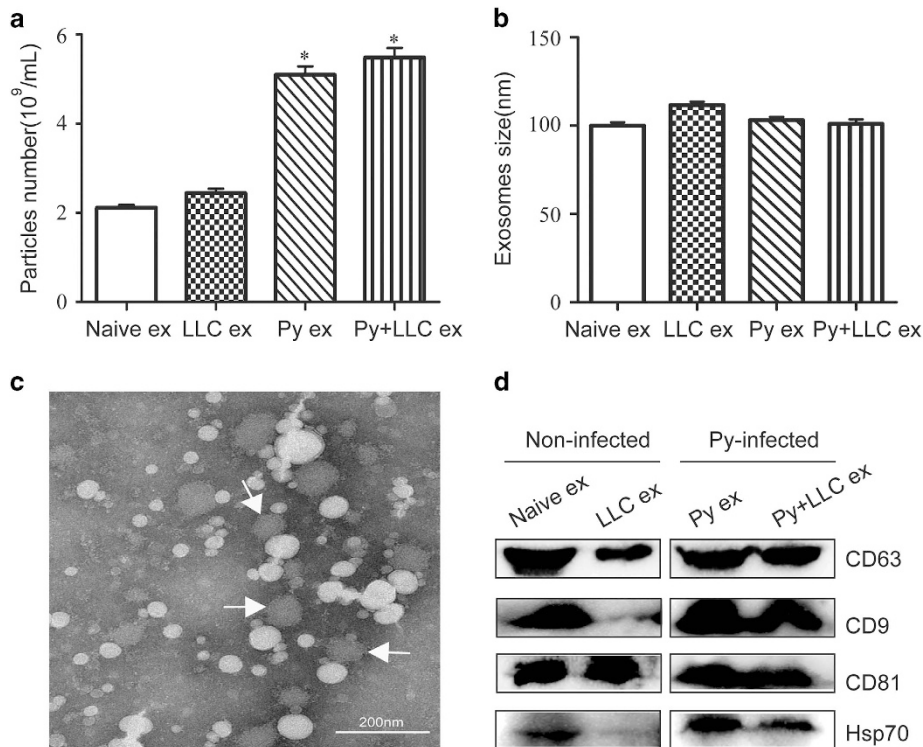 a
Particles number(10⁹/mL)
6
4
2
0
*
*
Naive ex LLC ex Py ex Py+LLC ex
b
Exosomes size(nm)
150
100
50
0
Naive ex LLC ex Py ex Py+LLC ex
c
200nm
d
Non-infected Py-infected
Naive ex LLC ex Py ex Py+LLC ex
CD63
CD9
CD81
Hsp70